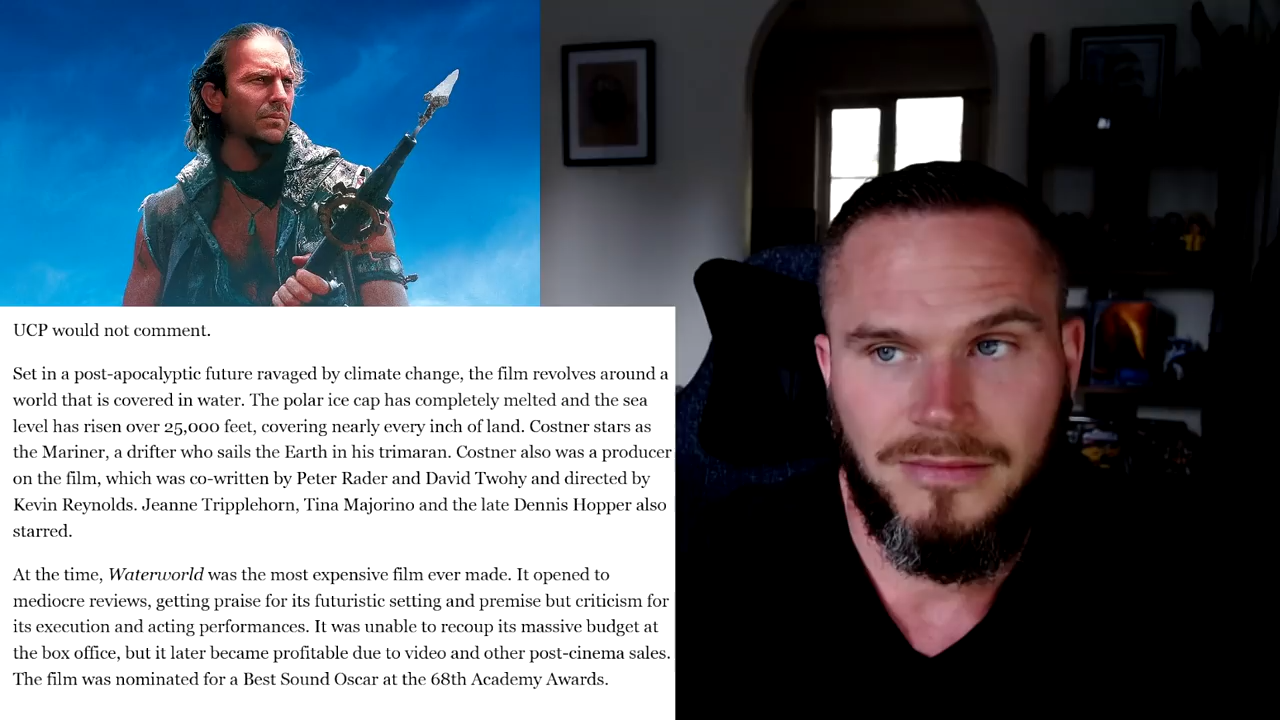 UCP would not comment.
Set in a post-apocalyptic future ravaged by climate change, the film revolves around a
world that is covered in water. The polar ice cap has completely melted and the sea
level has risen over 25,000 feet, covering nearly every inch of land. Costner stars as
the Mariner, a drifter who sails the Earth in his trimaran. Costner also was a producer
on the film, which was co-written by Peter Rader and David Twohy and directed by
Kevin Reynolds. Jeanne Tripplehorn, Tina Majorino and the late Dennis Hopper also
starred.
At the time, Waterworld was the most expensive film ever made. It opened to
mediocre reviews, getting praise for its futuristic setting and premise but criticism for
its execution and acting performances. It was unable to recoup its massive budget at
the box office, but it later became profitable due to video and other post-cinema sales.
The film was nominated for a Best Sound Oscar at the 68th Academy Awards.